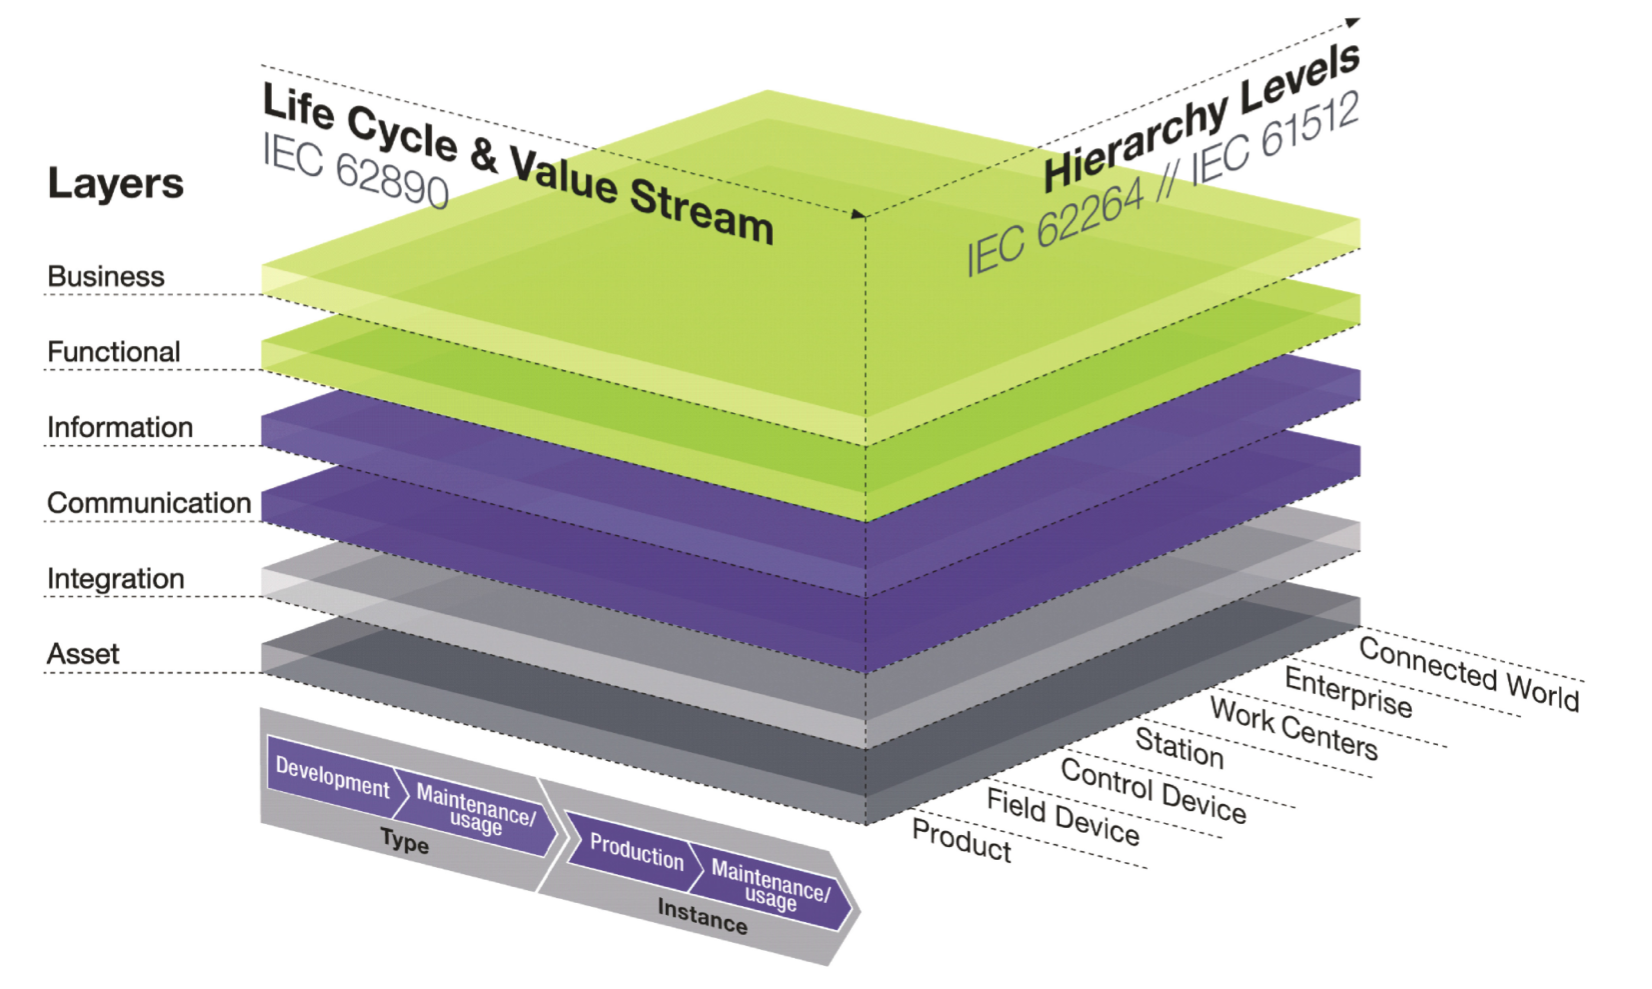 Life Cycle & Value Stream
IEC 62890
Hierarchy Levels
IEC 62264 // IEC 61512
Layers
Business
Functional
Information
Communication
Integration
Asset
Connected World
Enterprise
Work Centers
Station
Control Device
Field Device
Product
Development
Maintenance/
usage
Type
Production
Maintenance/
usage
Instance